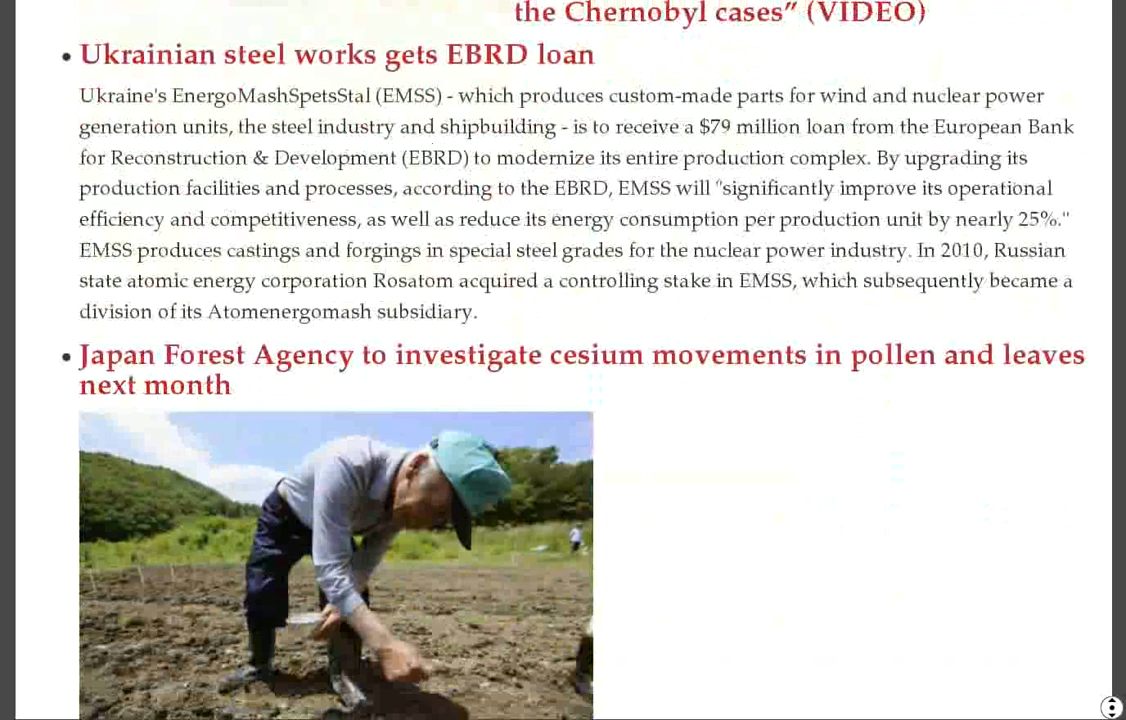 the Chernobyl cases” (VIDEO)
• Ukrainian steel works gets EBRD loan
Ukraine's EnergoMashSpetsStal (EMSS) - which produces custom-made parts for wind and nuclear power
generation units, the steel industry and shipbuilding - is to receive a $79 million loan from the European Bank
for Reconstruction & Development (EBRD) to modernize its entire production complex. By upgrading its
production facilities and processes, according to the EBRD, EMSS will "significantly improve its operational
efficiency and competitiveness, as well as reduce its energy consumption per production unit by nearly 25%."
EMSS produces castings and forgings in special steel grades for the nuclear power industry. In 2010, Russian
state atomic energy corporation Rosatom acquired a controlling stake in EMSS, which subsequently became a
division of its Atomenergomash subsidiary.
• Japan Forest Agency to investigate cesium movements in pollen and leaves
next month